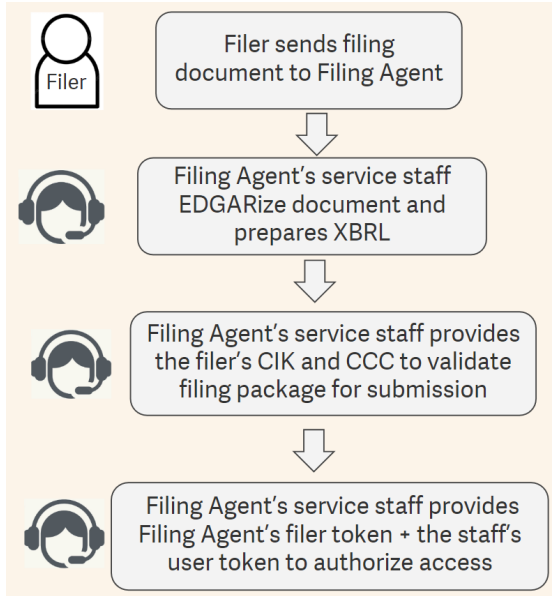 Filer
Filer sends filing
document to Filing Agent
Filing Agent's service staff
EDGARize document and
prepares XBRL
Filing Agent's service staff provides
the filer's CIK and CCC to validate
filing package for submission
Filing Agent's service staff provides
Filing Agent's filer token + the staff's
user token to authorize access